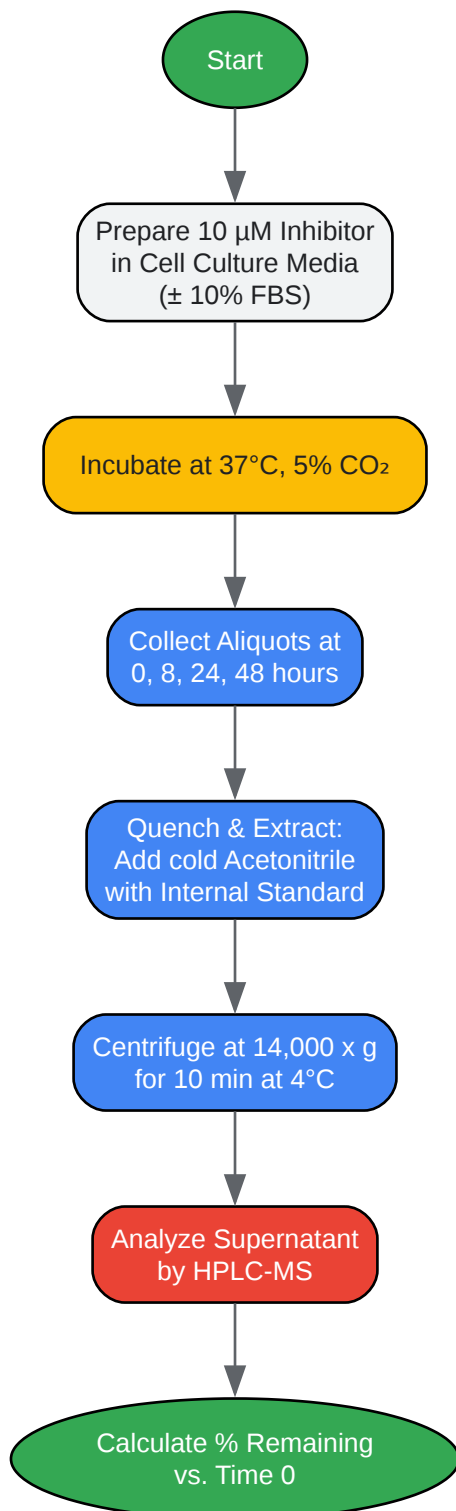 Start
Prepare 10 µM Inhibitor
in Cell Culture Media
(± 10% FBS)
Incubate at 37°C, 5% CO₂
Collect Aliquots at
0, 8, 24, 48 hours
Quench & Extract:
Add cold Acetonitrile
with Internal Standard
Centrifuge at 14,000 x g
for 10 min at 4°C
Analyze Supernatant
by HPLC-MS
Calculate % Remaining
vs. Time 0